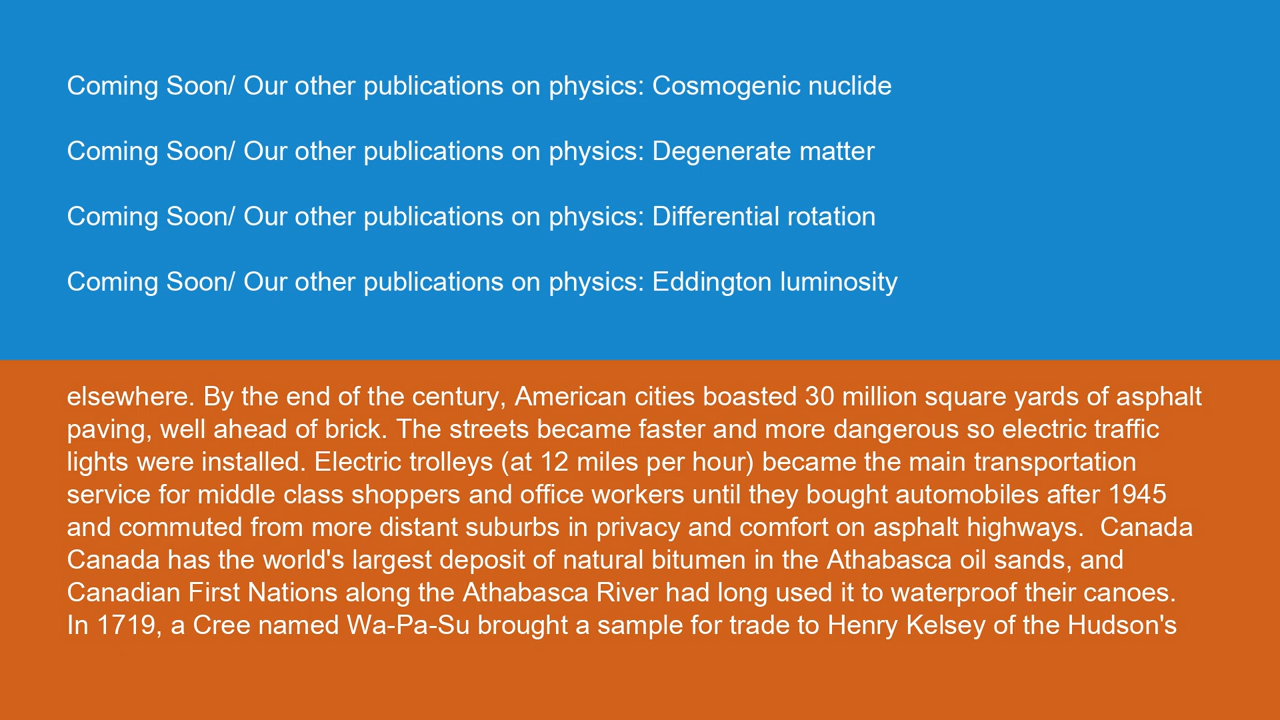 Coming Soon/ Our other publications on physics: Cosmogenic nuclide
Coming Soon/ Our other publications on physics: Degenerate matter
Coming Soon/ Our other publications on physics: Differential rotation
Coming Soon/ Our other publications on physics: Eddington luminosity
elsewhere. By the end of the century, American cities boasted 30 million square yards of asphalt
paving, well ahead of brick. The streets became faster and more dangerous so electric traffic
lights were installed. Electric trolleys (at 12 miles per hour) became the main transportation
service for middle class shoppers and office workers until they bought automobiles after 1945
and commuted from more distant suburbs in privacy and comfort on asphalt highways.  Canada
Canada has the world's largest deposit of natural bitumen in the Athabasca oil sands, and
Canadian First Nations along the Athabasca River had long used it to waterproof their canoes.
In 1719, a Cree named Wa-Pa-Su brought a sample for trade to Henry Kelsey of the Hudson's